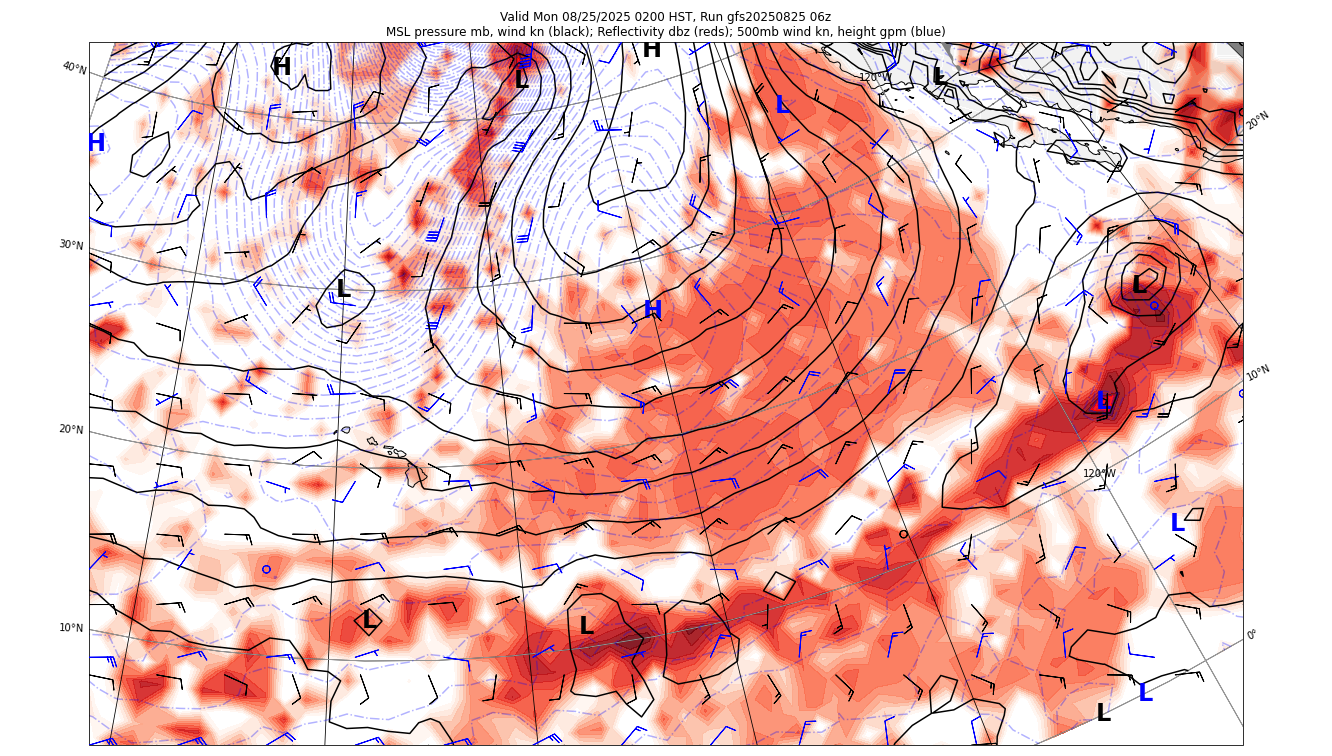 Valid Mon 08/25/2025 0200 HST, Run gfs20250825 06z
MSL pressure mb, wind kn (black); Reflectivity dbz (reds); 500mb wind kn, height gpm (blue)
H
H
L
L
40°N
120°W
L
20°N
H
30°N
L
L
H
10°N
L
20°N
120°W
L
L
L
10°N
0°
L
L